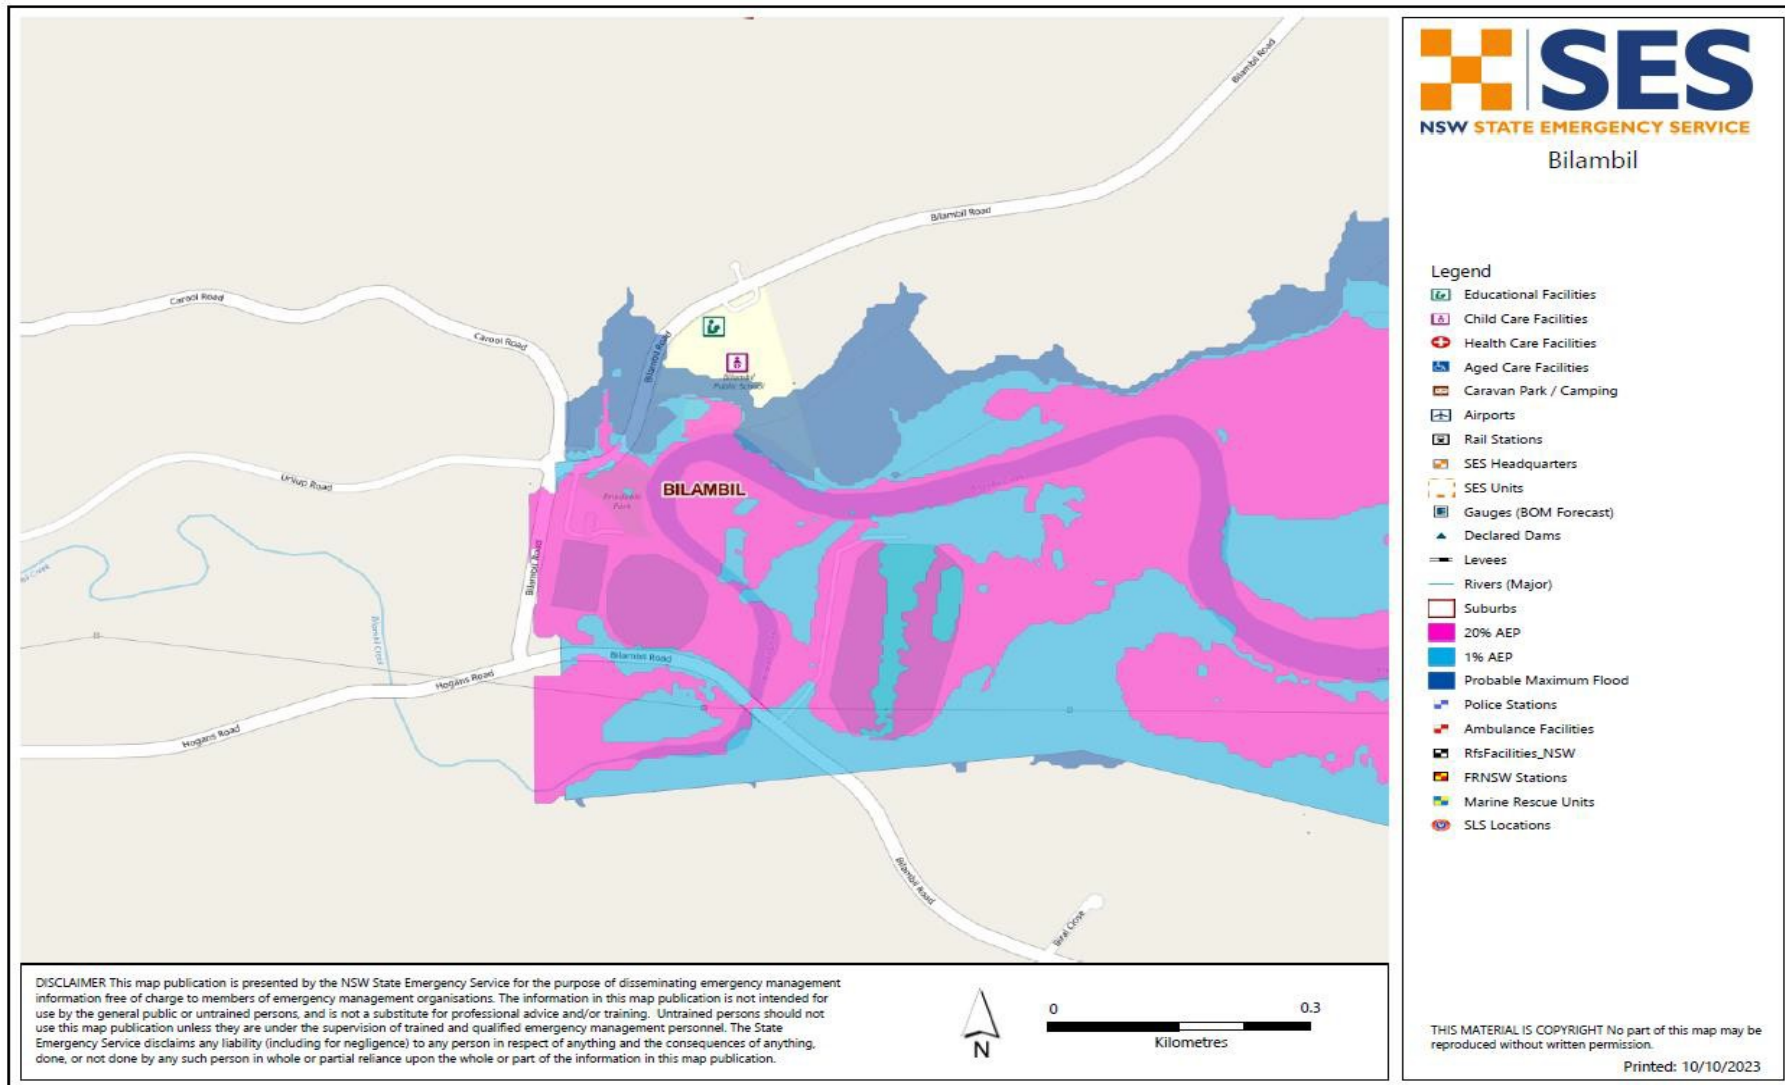 Bilambil Road
Bilambil Road
Carool Road
Carool Road
Bilambil Road
Public School
Urliup Road
BILAMBIL
Park
Bilambil Road
Bilambil Creek
Bilambil Road
Hogans Road
Hogans Road
Bilambil Road
Biral Close
SES
NSW STATE EMERGENCY SERVICE
Bilambil
Legend
Educational Facilities
Child Care Facilities
Health Care Facilities
Aged Care Facilities
Caravan Park / Camping
Airports
Rail Stations
SES Headquarters
SES Units
Gauges (BOM Forecast)
Declared Dams
Levees
Rivers (Major)
Suburbs
20% AEP
1% AEP
Probable Maximum Flood
Police Stations
Ambulance Facilities
RfsFacilities_NSW
FRNSW Stations
Marine Rescue Units
SLS Locations
DISCLAIMER This map publication is presented by the NSW State Emergency Service for the purpose of disseminating emergency management
information free of charge to members of emergency management organisations. The information in this map publication is not intended for
use by the general public or untrained persons, and is not a substitute for professional advice and/or training. Untrained persons should not
use this map publication unless they are under the supervision of trained and qualified emergency management personnel. The State
Emergency Service disclaims any liability (including for negligence) to any person in respect of anything and the consequences of anything,
done, or not done by any such person in whole or partial reliance upon the whole or part of the information in this map publication.
N
0
0.3
Kilometres
THIS MATERIAL IS COPYRIGHT No part of this map may be
reproduced without written permission.
Printed: 10/10/2023